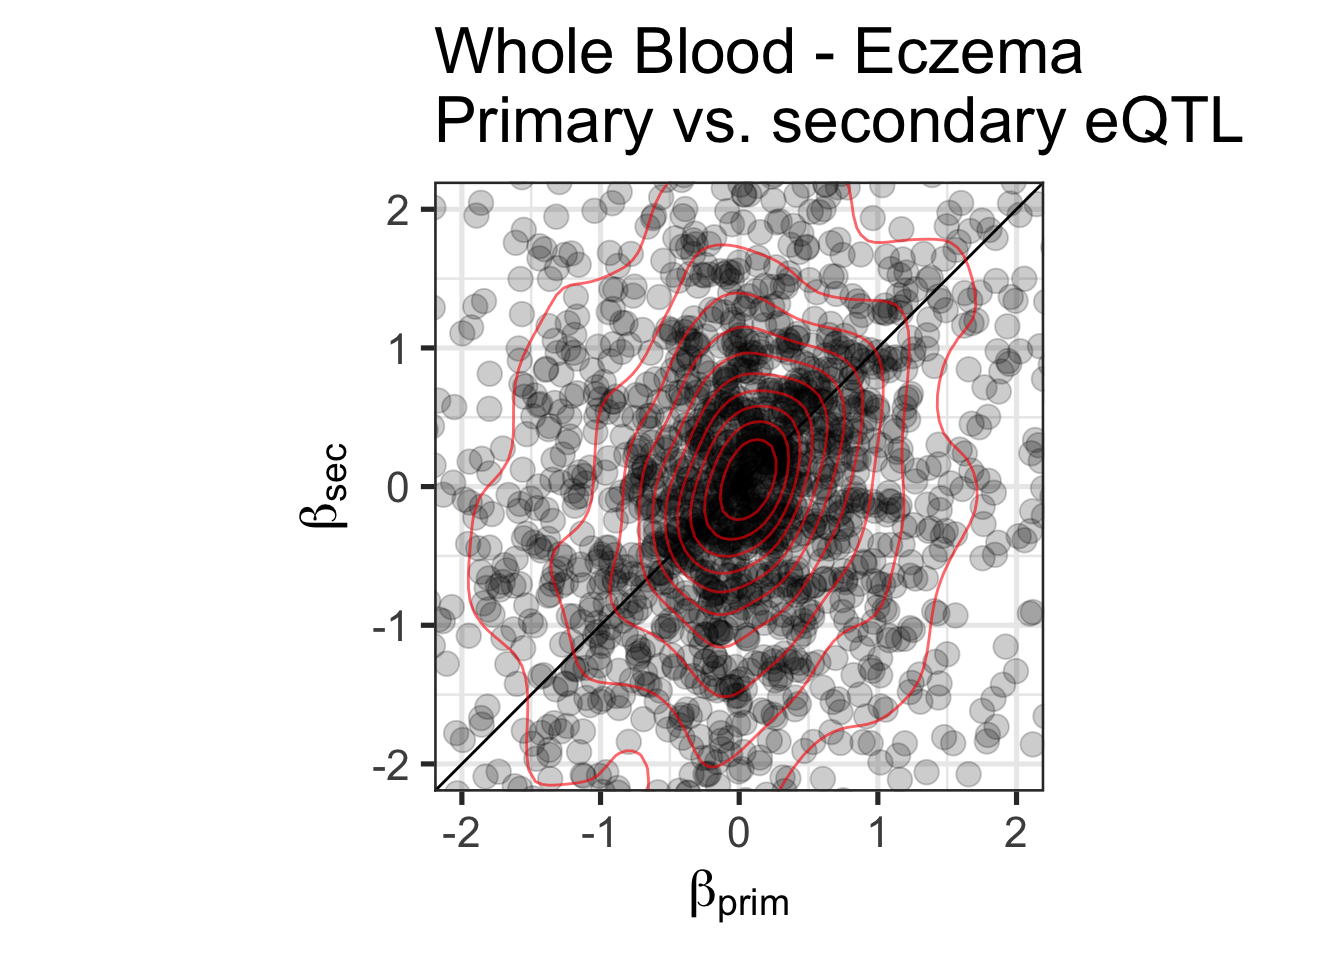 Whole Blood - Eczema
Primary vs. secondary eQTL
2
1
0
-1
-2
βsec
-2 -1 0 1 2
βprim